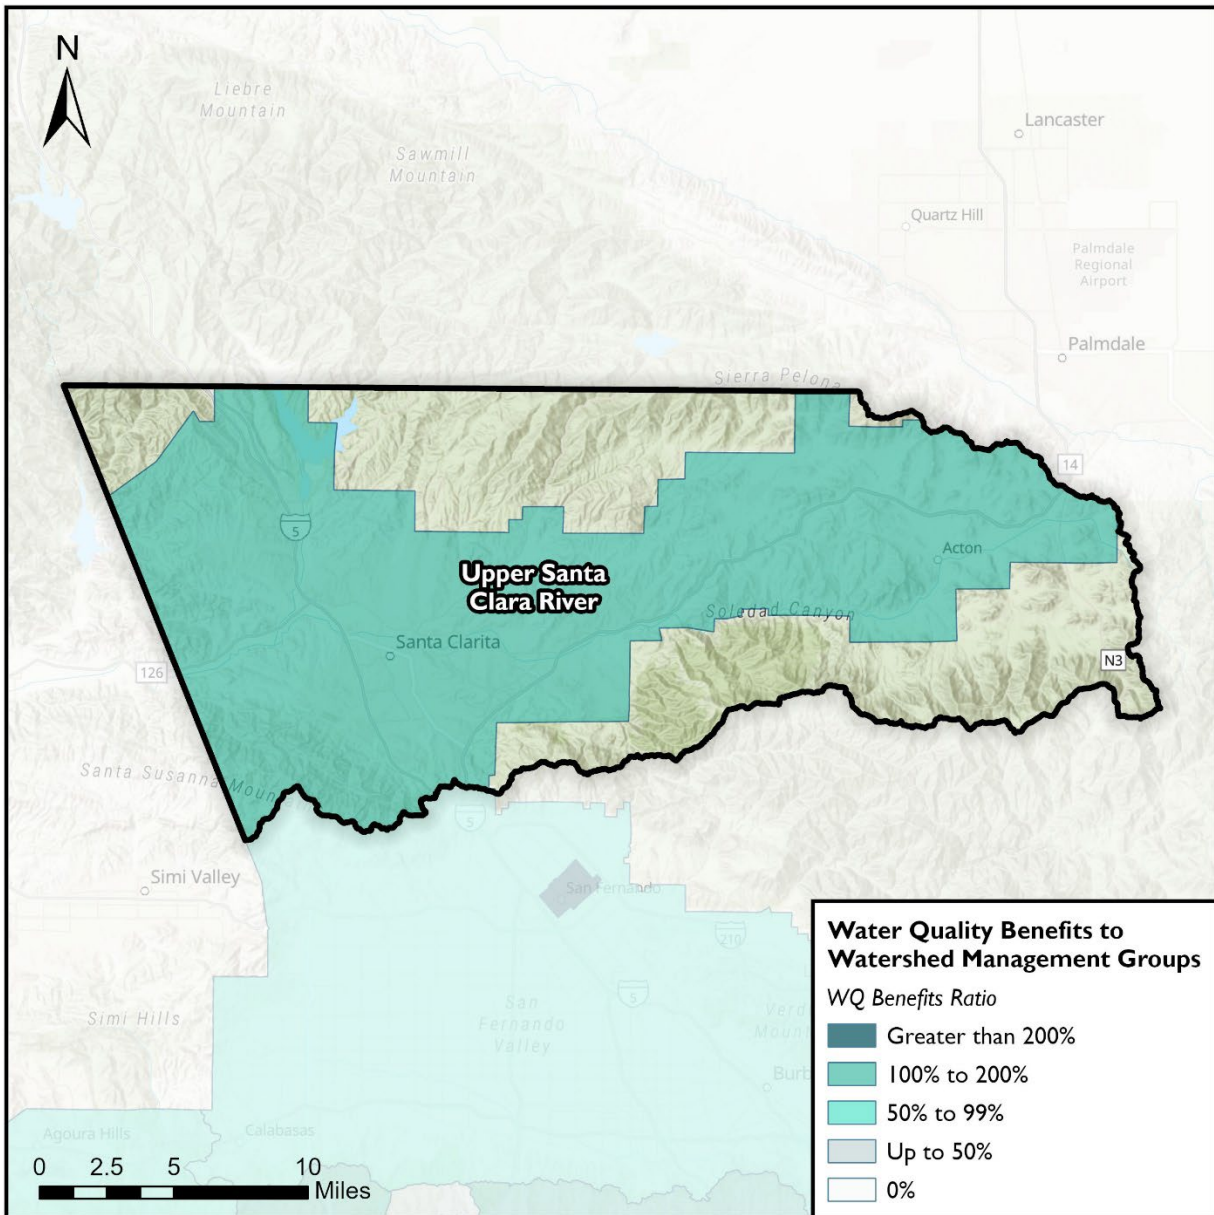 N
Liebre
Mountain
Lancaster
Sawmill
Mountain
Quartz Hill
Palmdale
Regional
Airport
Palmdale
Sierra Pelona
14
5
Acton
Upper Santa
Clara River
Soledad Canyon
Santa Clarita
126
N3
Santa Susanna Moun
5
Simi Valley
San Fernando
210
5
San
Fernando
Valley
Simi Hills
Verd
Mount
Burb
Agoura Hills
Calabasas
0 2.5 5 10
Miles
Water Quality Benefits to
Watershed Management Groups
WQ Benefits Ratio
Greater than 200%
100% to 200%
50% to 99%
Up to 50%
0%